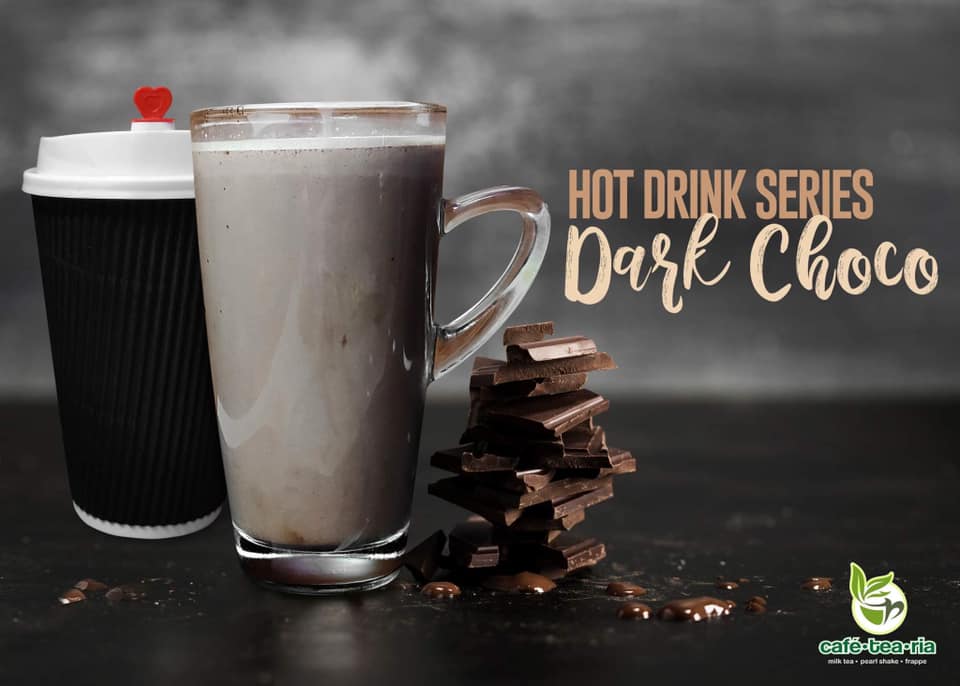 HOT DRINK SERIES
Dark Choco
café•tea•ria
milk tea • pearl shake • frappe